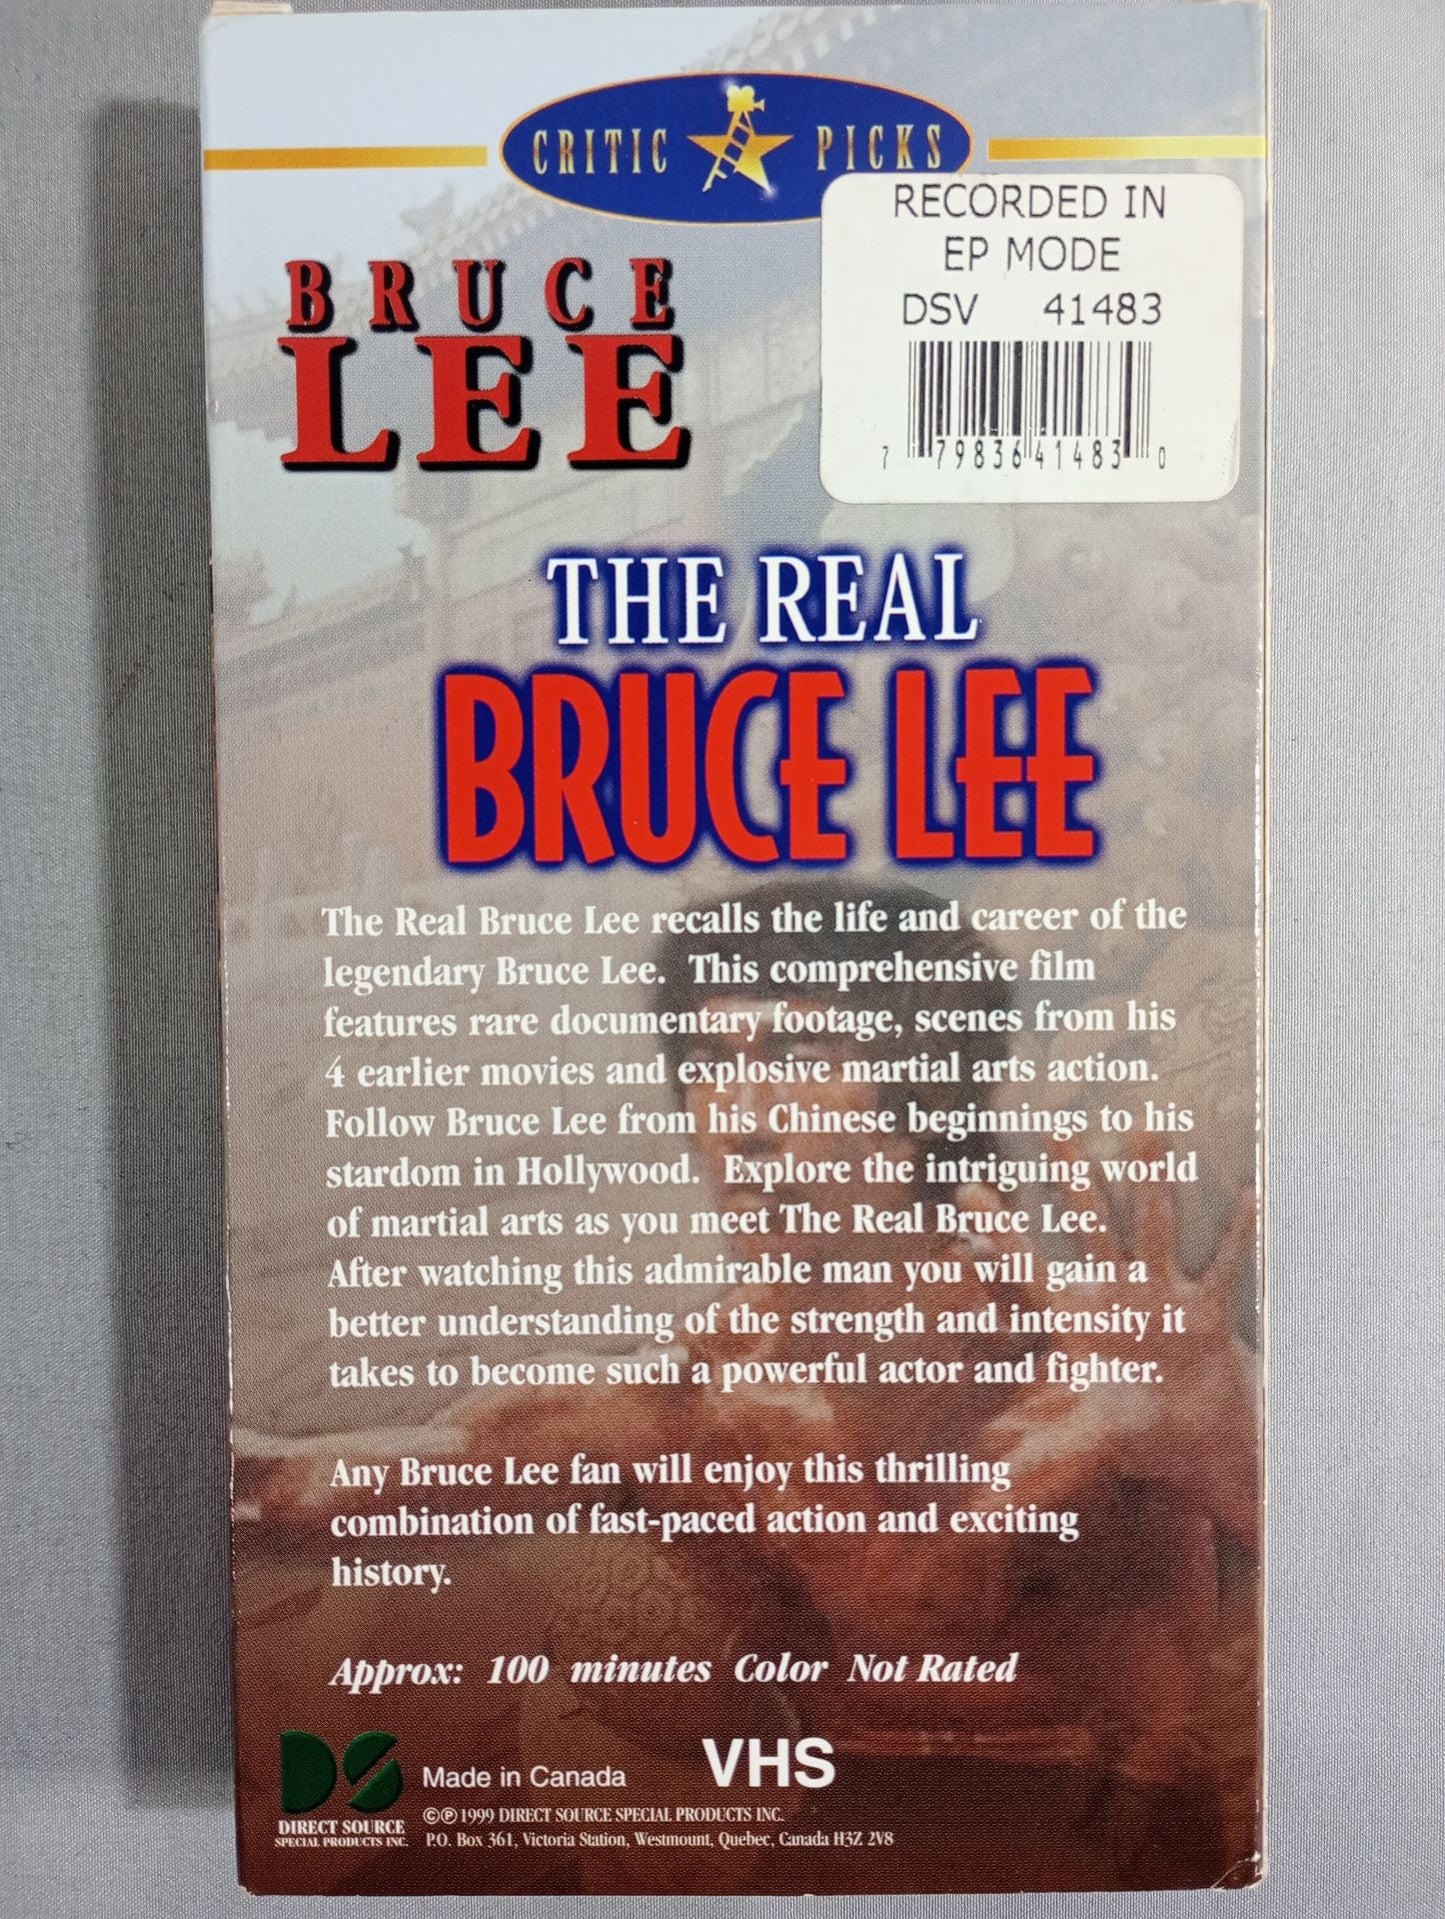 CRITIC PICKS
RECORDED IN
EP MODE
DSV 41483
7 79836 41483 0
BRUCE
LEE
THE REAL
BRUCE LEE
The Real Bruce Lee recalls the life and career of the
legendary Bruce Lee. This comprehensive film
features rare documentary footage, scenes from his
4 earlier movies and explosive martial arts action.
Follow Bruce Lee from his Chinese beginnings to his
stardom in Hollywood. Explore the intriguing world
of martial arts as you meet The Real Bruce Lee.
After watching this admirable man you will gain a
better understanding of the strength and intensity it
takes to become such a powerful actor and fighter.
Any Bruce Lee fan will enjoy this thrilling
combination of fast-paced action and exciting
history.
Approx: 100 minutes Color Not Rated
DS
DIRECT SOURCE
SPECIAL PRODUCTS INC.
Made in Canada
VHS
©℗ 1999 DIRECT SOURCE SPECIAL PRODUCTS INC.
P.O. Box 361, Victoria Station, Westmount, Quebec, Canada H3Z 2V8